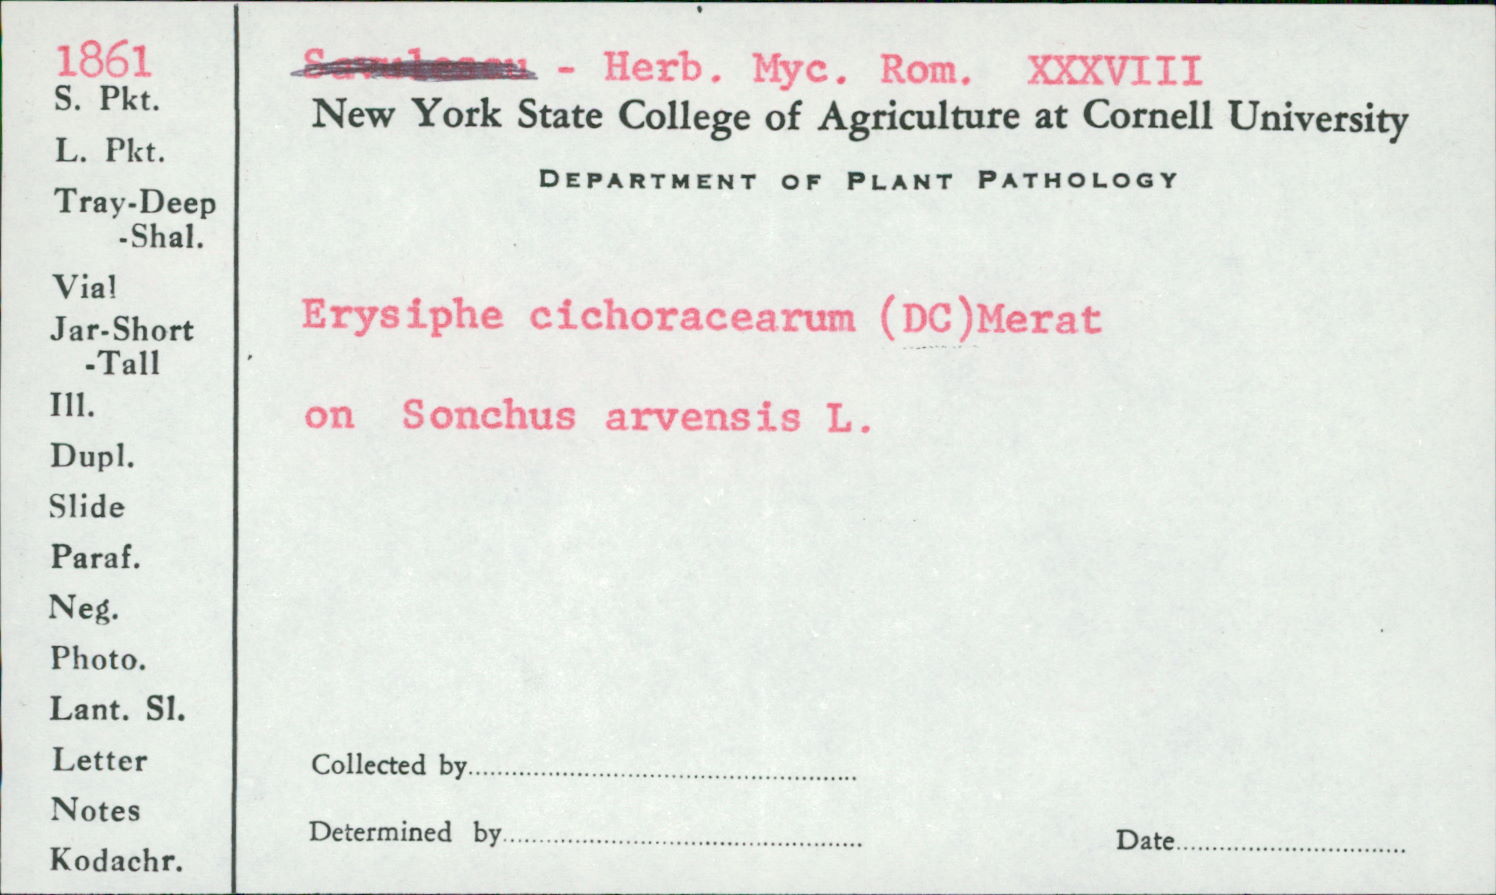 1861
S. Pkt.
L. Pkt.
Tray-Deep
-Shal.
Vial
Jar-Short
-Tall
Ill.
Dupl.
Slide
Paraf.
Neg.
Photo.
Lant. Sl.
Letter
Notes
Kodachr.
Savulescu - Herb. Myc. Rom. XXXVIII
New York State College of Agriculture at Cornell University
DEPARTMENT OF PLANT PATHOLOGY
Erysiphe cichoracearum (DC)Merat
on Sonchus arvensis L.
Collected by
Determined by
Date